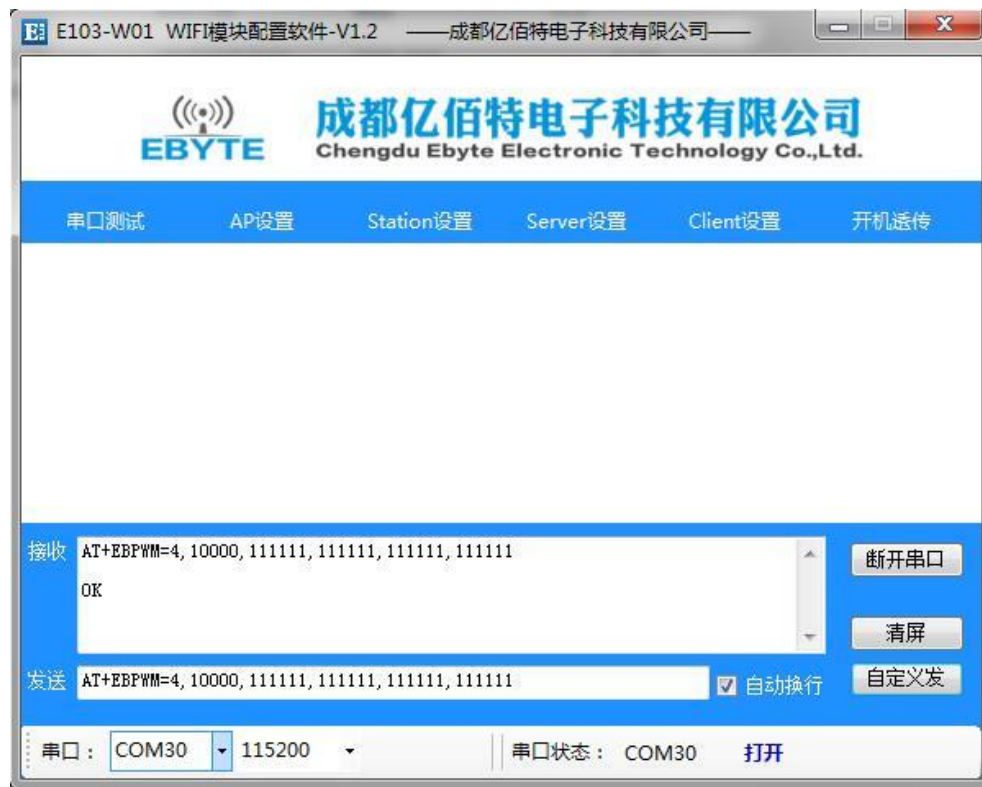 E103-W01 WIFI模块配置软件-V1.2 ——成都亿佰特电子科技有限公司——
EBYTE
成都亿佰特电子科技有限公司
Chengdu Ebyte Electronic Technology Co.,Ltd.
串口测试 AP设置 Station设置 Server设置 Client设置 开机透传
接收 AT+EBPWM=4, 10000, 111111, 111111, 111111, 111111
断开串口
OK
清屏
发送 AT+EBPWM=4, 10000, 111111, 111111, 111111, 111111 自动换行 自定义发
串口： COM30 115200 串口状态： COM30 打开